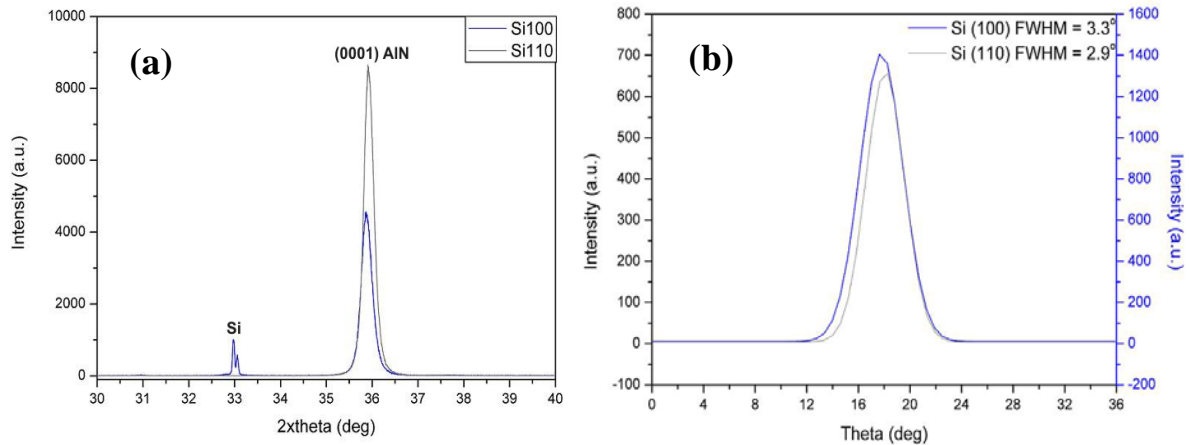 (a)
Si100
Si110
(0001) AlN
Si
10000
8000
6000
4000
2000
0
Intensity (a.u.)
30 31 32 33 34 35 36 37 38 39 40
2xtheta (deg)
(b)
Si (100) FWHM = 3.3°
Si (110) FWHM = 2.9°
800
700
600
500
400
300
200
100
0
-100
Intensity (a.u.)
1600
1400
1200
1000
800
600
400
200
0
-200
Intensity (a.u.)
0 4 8 12 16 20 24 28 32 36
Theta (deg)